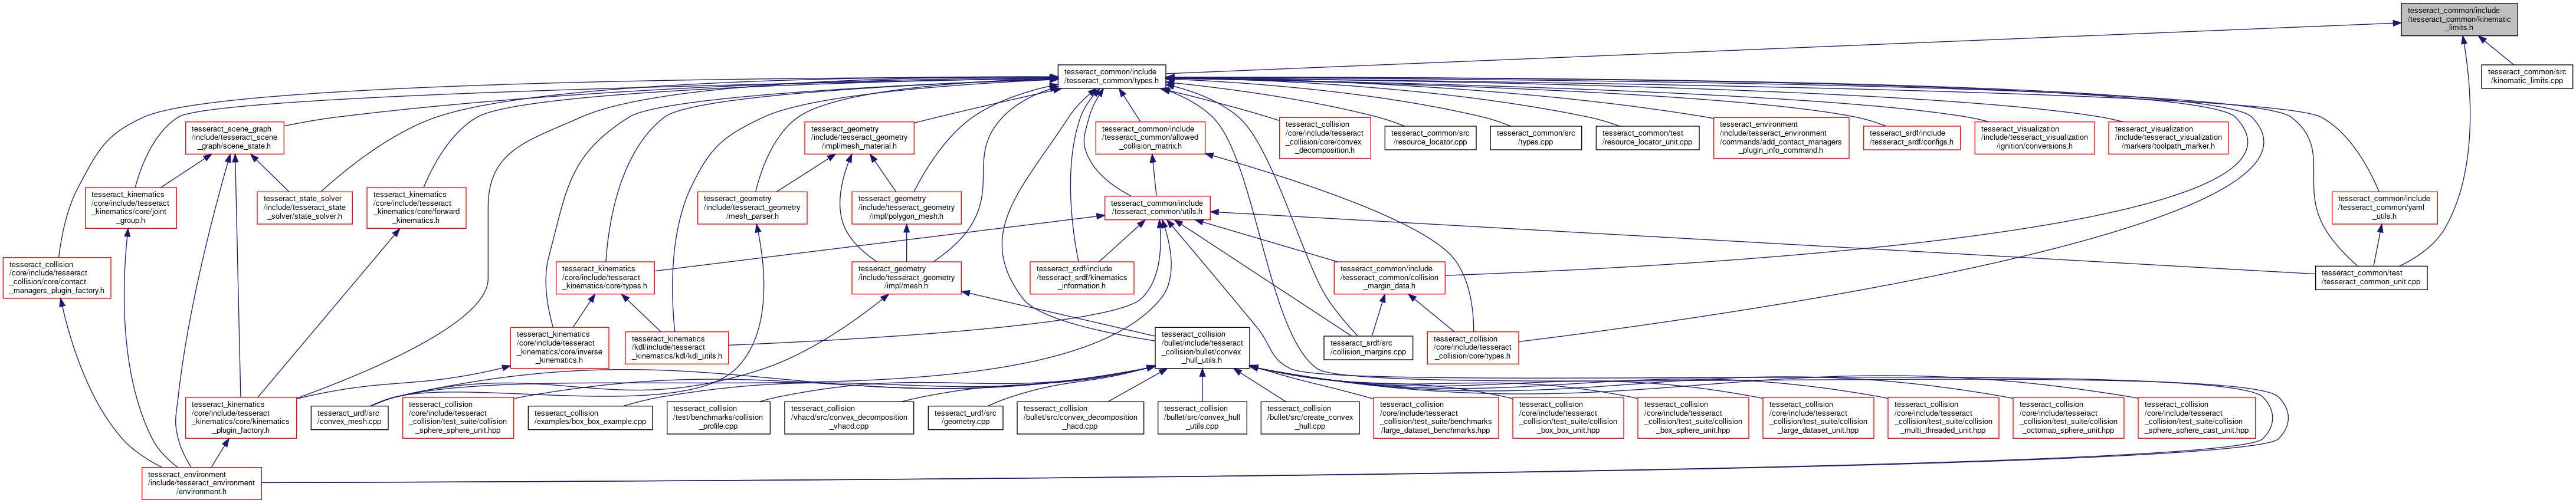 tesseract_common/include
/tesseract_common/kinematic
_limits.h
tesseract_common/include
/tesseract_common/types.h
tesseract_common/src
/kinematic_limits.cpp
tesseract_scene_graph
/include/tesseract_scene
_graph/scene_state.h
tesseract_geometry
/include/tesseract_geometry
/impl/mesh_material.h
tesseract_common/include
/tesseract_common/allowed
_collision_matrix.h
tesseract_collision
/core/include/tesseract
_collision/core/convex
_decomposition.h
tesseract_common/src
/resource_locator.cpp
tesseract_common/src
/types.cpp
tesseract_common/test
/resource_locator_unit.cpp
tesseract_environment
/include/tesseract_environment
/commands/add_contact_managers
_plugin_info_command.h
tesseract_srdf/include
/tesseract_srdf/configs.h
tesseract_visualization
/include/tesseract_visualization
/ignition/conversions.h
tesseract_visualization
/include/tesseract_visualization
/markers/toolpath_marker.h
tesseract_kinematics
/core/include/tesseract
_kinematics/core/joint
_group.h
tesseract_state_solver
/include/tesseract_state
_solver/state_solver.h
tesseract_kinematics
/core/include/tesseract
_kinematics/core/forward
_kinematics.h
tesseract_geometry
/include/tesseract_geometry
/mesh_parser.h
tesseract_geometry
/include/tesseract_geometry
/impl/polygon_mesh.h
tesseract_common/include
/tesseract_common/utils.h
tesseract_common/include
/tesseract_common/yaml
_utils.h
tesseract_collision
/core/include/tesseract
_collision/core/contact
_managers_plugin_factory.h
tesseract_kinematics
/core/include/tesseract
_kinematics/core/types.h
tesseract_geometry
/include/tesseract_geometry
/impl/mesh.h
tesseract_srdf/include
/tesseract_srdf/kinematics
_information.h
tesseract_common/include
/tesseract_common/collision
_margin_data.h
tesseract_common/test
/tesseract_common_unit.cpp
tesseract_kinematics
/core/include/tesseract
_kinematics/core/inverse
_kinematics.h
tesseract_kinematics
/kdl/include/tesseract
_kinematics/kdl/kdl_utils.h
tesseract_collision
/bullet/include/tesseract
_collision/bullet/convex
_hull_utils.h
tesseract_srdf/src
/collision_margins.cpp
tesseract_collision
/core/include/tesseract
_collision/core/types.h
tesseract_kinematics
/core/include/tesseract
_kinematics/core/kinematics
_plugin_factory.h
tesseract_urdf/src
/convex_mesh.cpp
tesseract_collision
/core/include/tesseract
_collision/test_suite/collision
_sphere_sphere_unit.hpp
tesseract_collision
/examples/box_box_example.cpp
tesseract_collision
/test/benchmarks/collision
_profile.cpp
tesseract_collision
/vhacd/src/convex_decomposition
_vhacd.cpp
tesseract_urdf/src
/geometry.cpp
tesseract_collision
/bullet/src/convex_decomposition
_hacd.cpp
tesseract_collision
/bullet/src/convex_hull
_utils.cpp
tesseract_collision
/bullet/src/create_convex
_hull.cpp
tesseract_collision
/core/include/tesseract
_collision/test_suite/benchmarks
/large_dataset_benchmarks.hpp
tesseract_collision
/core/include/tesseract
_collision/test_suite/collision
_box_box_unit.hpp
tesseract_collision
/core/include/tesseract
_collision/test_suite/collision
_box_sphere_unit.hpp
tesseract_collision
/core/include/tesseract
_collision/test_suite/collision
_large_dataset_unit.hpp
tesseract_collision
/core/include/tesseract
_collision/test_suite/collision
_multi_threaded_unit.hpp
tesseract_collision
/core/include/tesseract
_collision/test_suite/collision
_octomap_sphere_unit.hpp
tesseract_collision
/core/include/tesseract
_collision/test_suite/collision
_sphere_sphere_cast_unit.hpp
tesseract_environment
/include/tesseract_environment
/environment.h